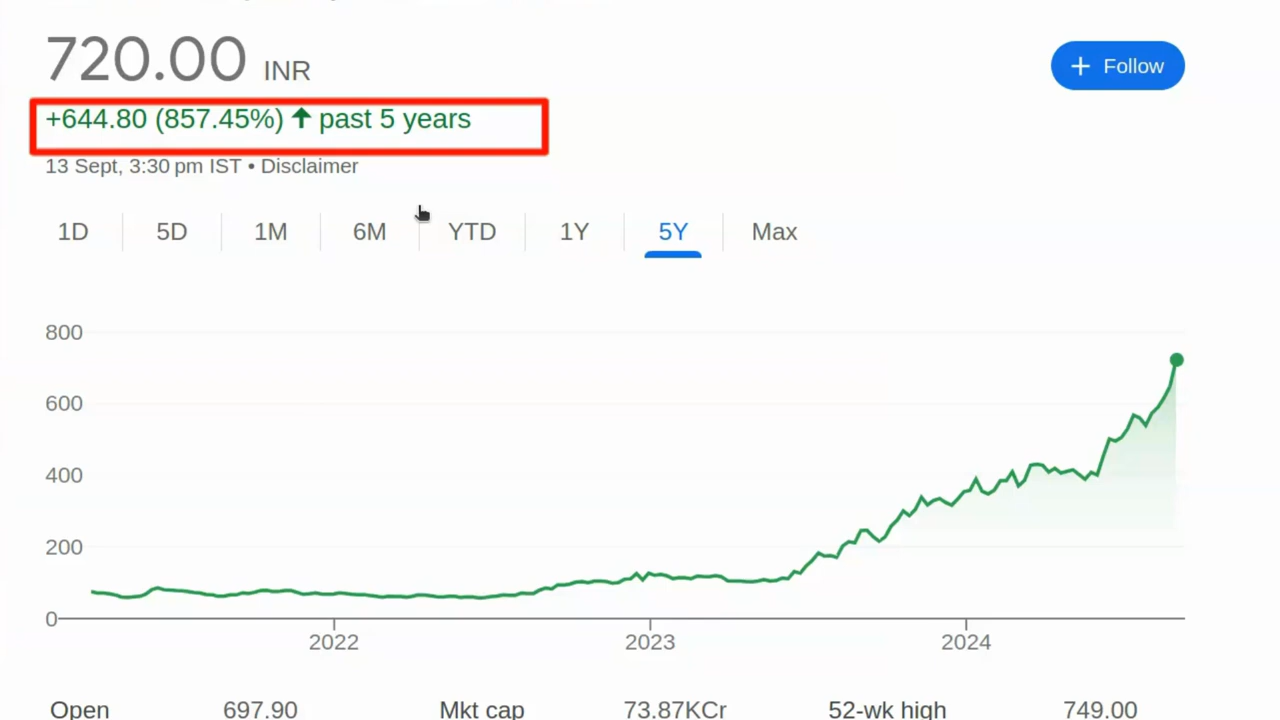 720.00 INR
+ Follow
+644.80 (857.45%) ↑ past 5 years
13 Sept, 3:30 pm IST • Disclaimer
1D 5D 1M 6M YTD 1Y 5Y Max
800
600
400
200
0
2022 2023 2024
Open 697.90 Mkt cap 73.87KCr 52-wk high 749.00